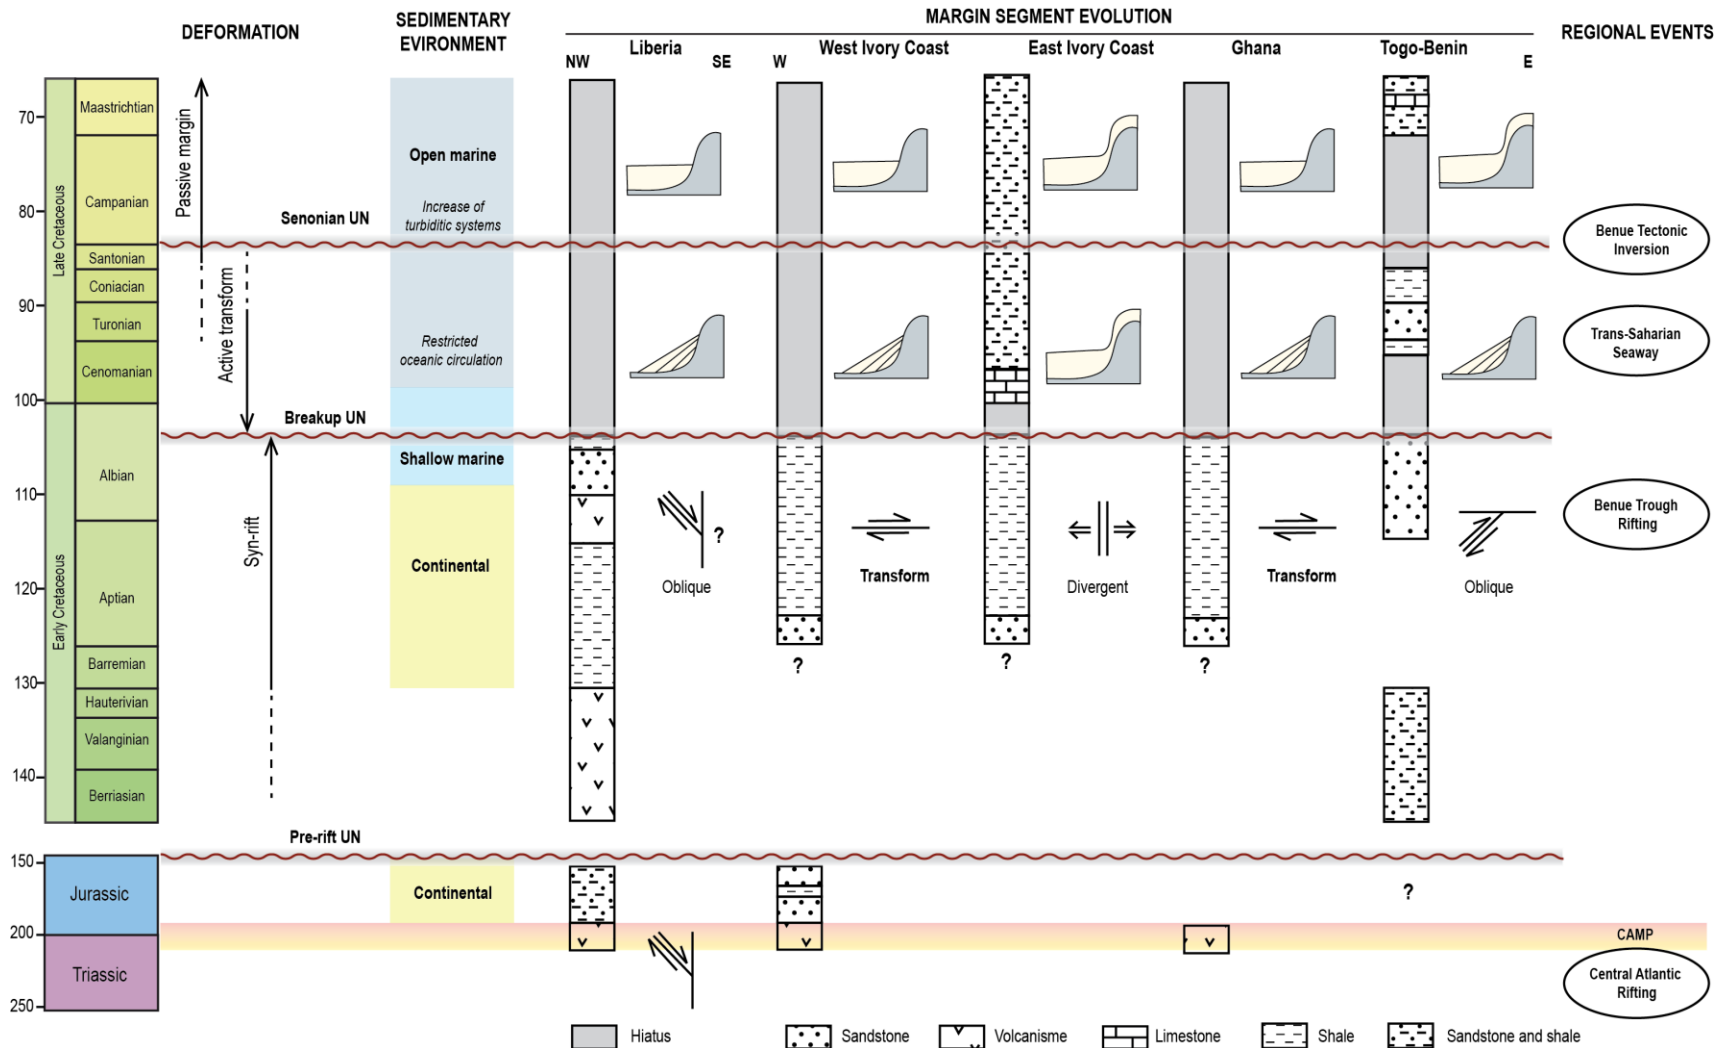 DEFORMATION
SEDIMENTARY
EVIRONMENT
MARGIN SEGMENT EVOLUTION
REGIONAL EVENTS
Liberia
West Ivory Coast
East Ivory Coast
Ghana
Togo-Benin
NW
SE
W
E
70
80
90
100
110
120
130
140
150
200
250
Late Cretaceous
Early Cretaceous
Maastrichtian
Campanian
Santonian
Coniacian
Turonian
Cenomanian
Albian
Aptian
Barremian
Hauterivian
Valanginian
Berriasian
Jurassic
Triassic
Passive margin
Active transform
Syn-rift
Senonian UN
Breakup UN
Pre-rift UN
Open marine
Increase of
turbiditic systems
Restricted
oceanic circulation
Shallow marine
Continental
Continental
?
Oblique
Transform
Divergent
Transform
Oblique
?
?
?
?
Benue Tectonic
Inversion
Trans-Saharian
Seaway
Benue Trough
Rifting
CAMP
Central Atlantic
Rifting
Hiatus
Sandstone
Volcanisme
Limestone
Shale
Sandstone and shale